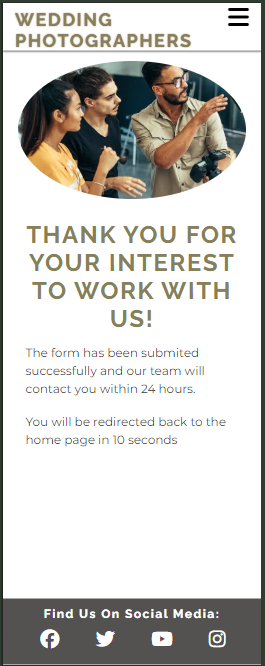 WEDDING
PHOTOGRAPHERS
THANK YOU FOR
YOUR INTEREST
TO WORK WITH
US!
The form has been submited
successfully and our team will
contact you within 24 hours.
You will be redirected back to the
home page in 10 seconds
Find Us On Social Media: